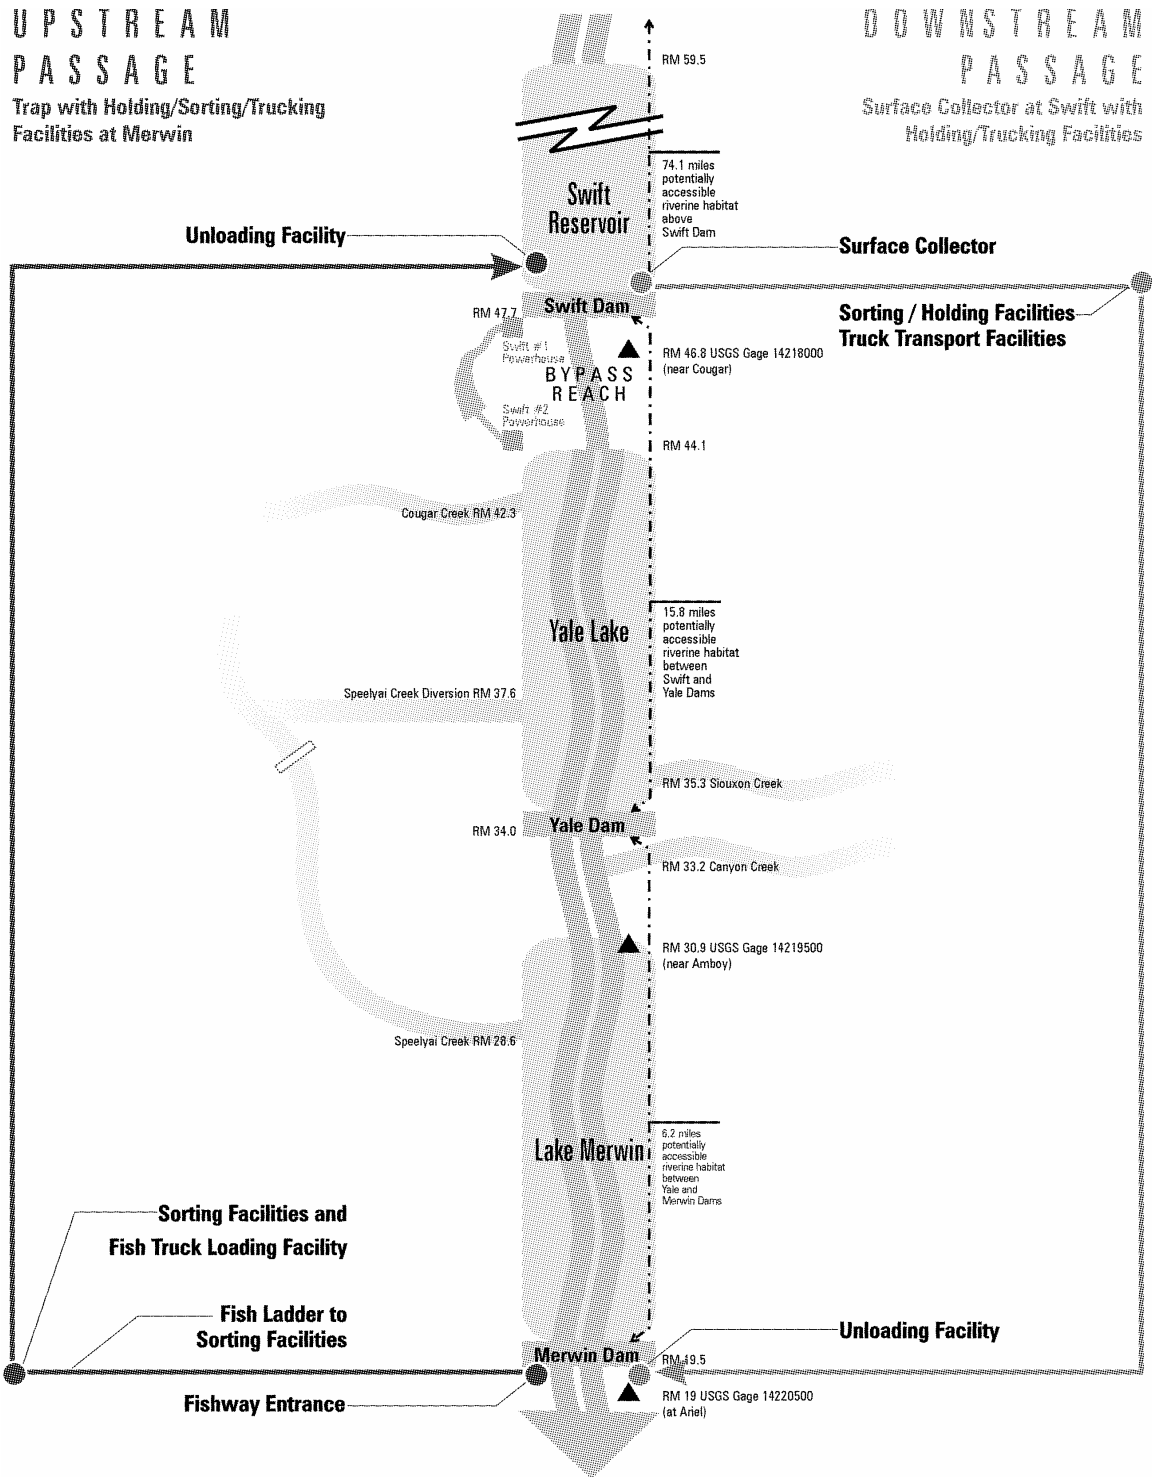 UPSTREAM
PASSAGE
Trap with Holding/Sorting/Trucking
Facilities at Merwin
DOWNSTREAM
PASSAGE
Surface Collector at Swift with
Holding/Trucking Facilities
RM 59.5
74.1 miles
potentially
accessible
riverine habitat
above
Swift Dam
Swift
Reservoir
Unloading Facility
Surface Collector
Swift Dam
RM 47.7
Sorting / Holding Facilities
Truck Transport Facilities
Swift #1
Powerhouse
RM 46.8 USGS Gage 14218000
(near Cougar)
BYPASS
REACH
Swift #2
Powerhouse
RM 44.1
Cougar Creek RM 42.3
Yale Lake
15.8 miles
potentially
accessible
riverine habitat
between
Swift and
Yale Dams
Speelyai Creek Diversion RM 37.6
RM 35.3 Siouxon Creek
Yale Dam
RM 34.0
RM 33.2 Canyon Creek
RM 30.9 USGS Gage 14219500
(near Amboy)
Speelyai Creek RM 28.6
Lake Merwin
6.2 miles
potentially
accessible
riverine habitat
between
Yale and
Merwin Dams
Sorting Facilities and
Fish Truck Loading Facility
Fish Ladder to
Sorting Facilities
Unloading Facility
Merwin Dam
RM 19.5
Fishway Entrance
RM 19 USGS Gage 14220500
(at Ariel)